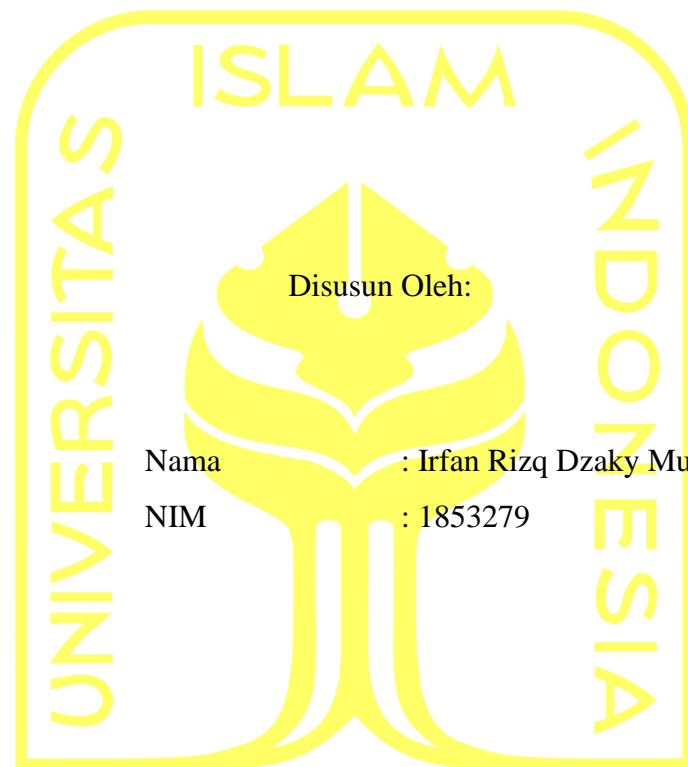 ISLAM
UNIVERSITAS
INDONESIA
Disusun Oleh:
Nama : Irfan Rizq Dzaky Mu
NIM : 1853279